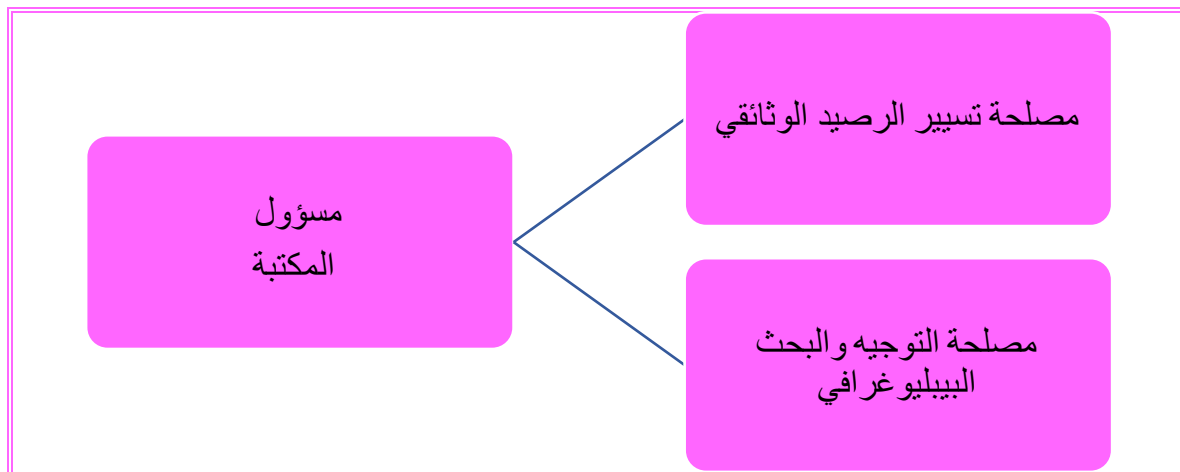 مسؤول
المكتبة
مصلحة تسيير الرصيد الوثائقي
مصلحة التوجيه والبحث
البيبليوغرافي